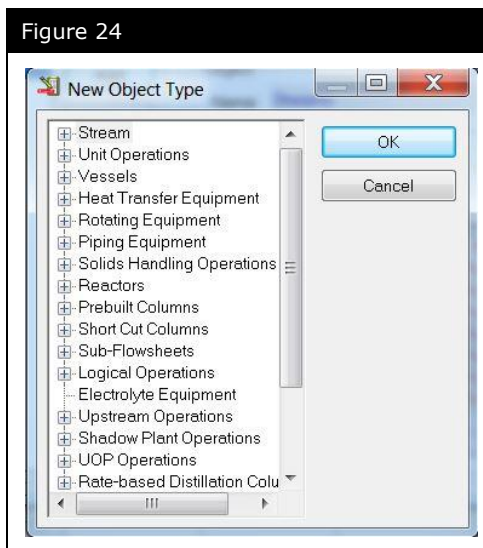 Figure 24
New Object Type
Stream
Unit Operations
Vessels
Heat Transfer Equipment
Rotating Equipment
Piping Equipment
Solids Handling Operations
Reactors
Prebuilt Columns
Short Cut Columns
Sub-Flowsheets
Logical Operations
Electrolyte Equipment
Upstream Operations
Shadow Plant Operations
UOP Operations
Rate-based Distillation Colu
OK
Cancel